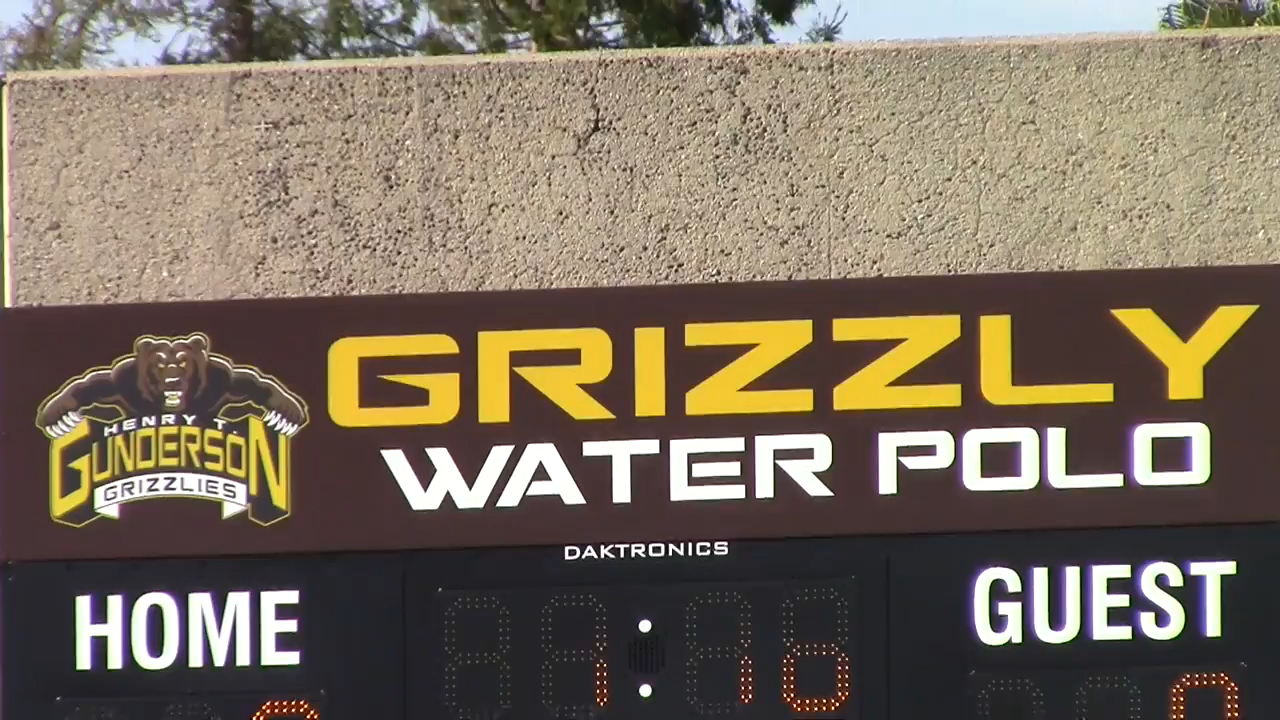 GRIZZLY
HENRY T.
GUNDERSON
GRIZZLIES
WATER POLO
DAKTRONICS
HOME
GUEST